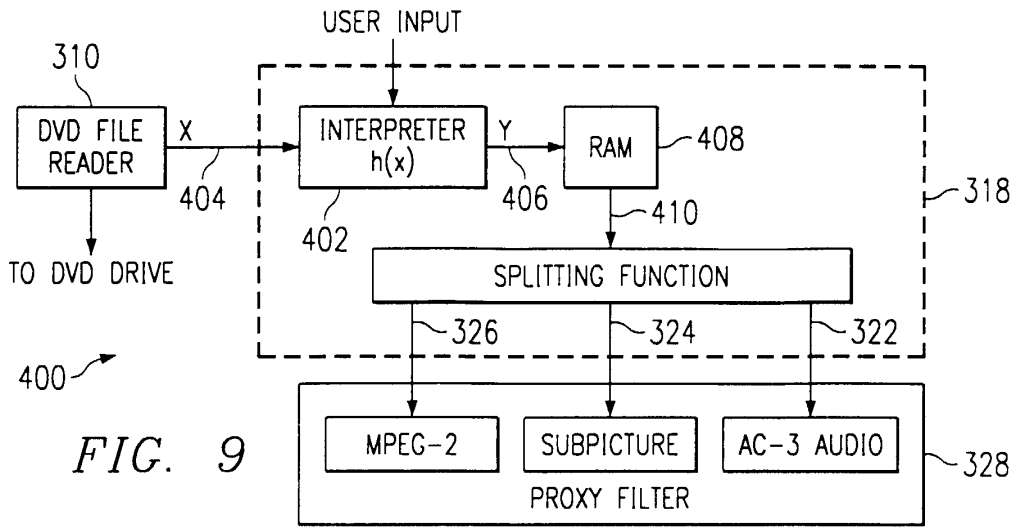 USER INPUT
310
DVD FILE
READER
X
404
INTERPRETER
h(x)
402
Y
406
RAM
408
410
318
TO DVD DRIVE
SPLITTING FUNCTION
326
324
322
400
MPEG-2
SUBPICTURE
AC-3 AUDIO
PROXY FILTER
328
FIG. 9